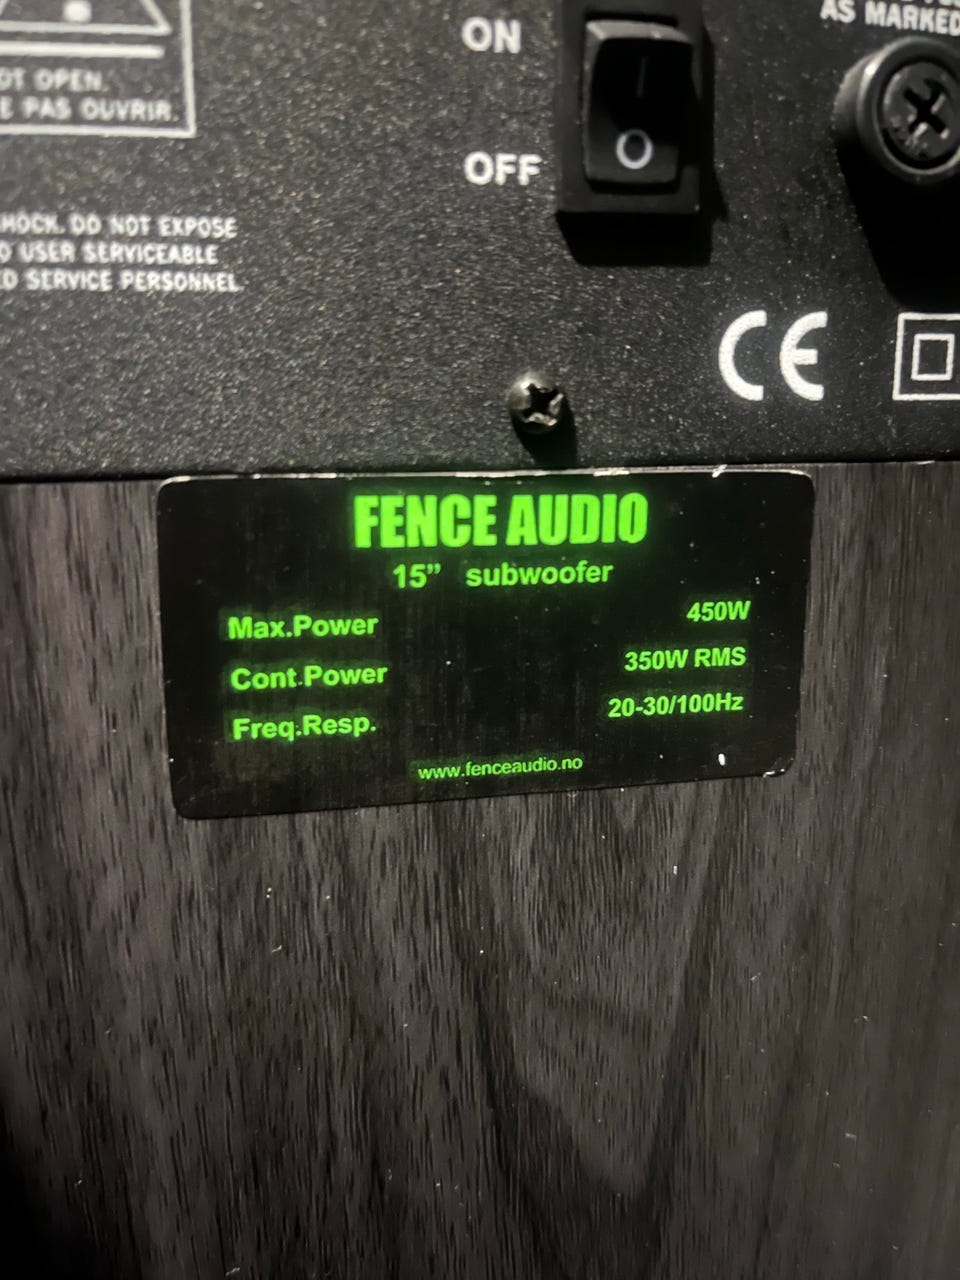 ON
OFF
AS MARKED
OT OPEN.
E PAS OUVRIR.
HOCK. DO NOT EXPOSE
O USER SERVICEABLE
ED SERVICE PERSONNEL.
CE
FENCE AUDIO
15” subwoofer
Max.Power 450W
Cont.Power 350W RMS
Freq.Resp. 20-30/100Hz
www.fenceaudio.no